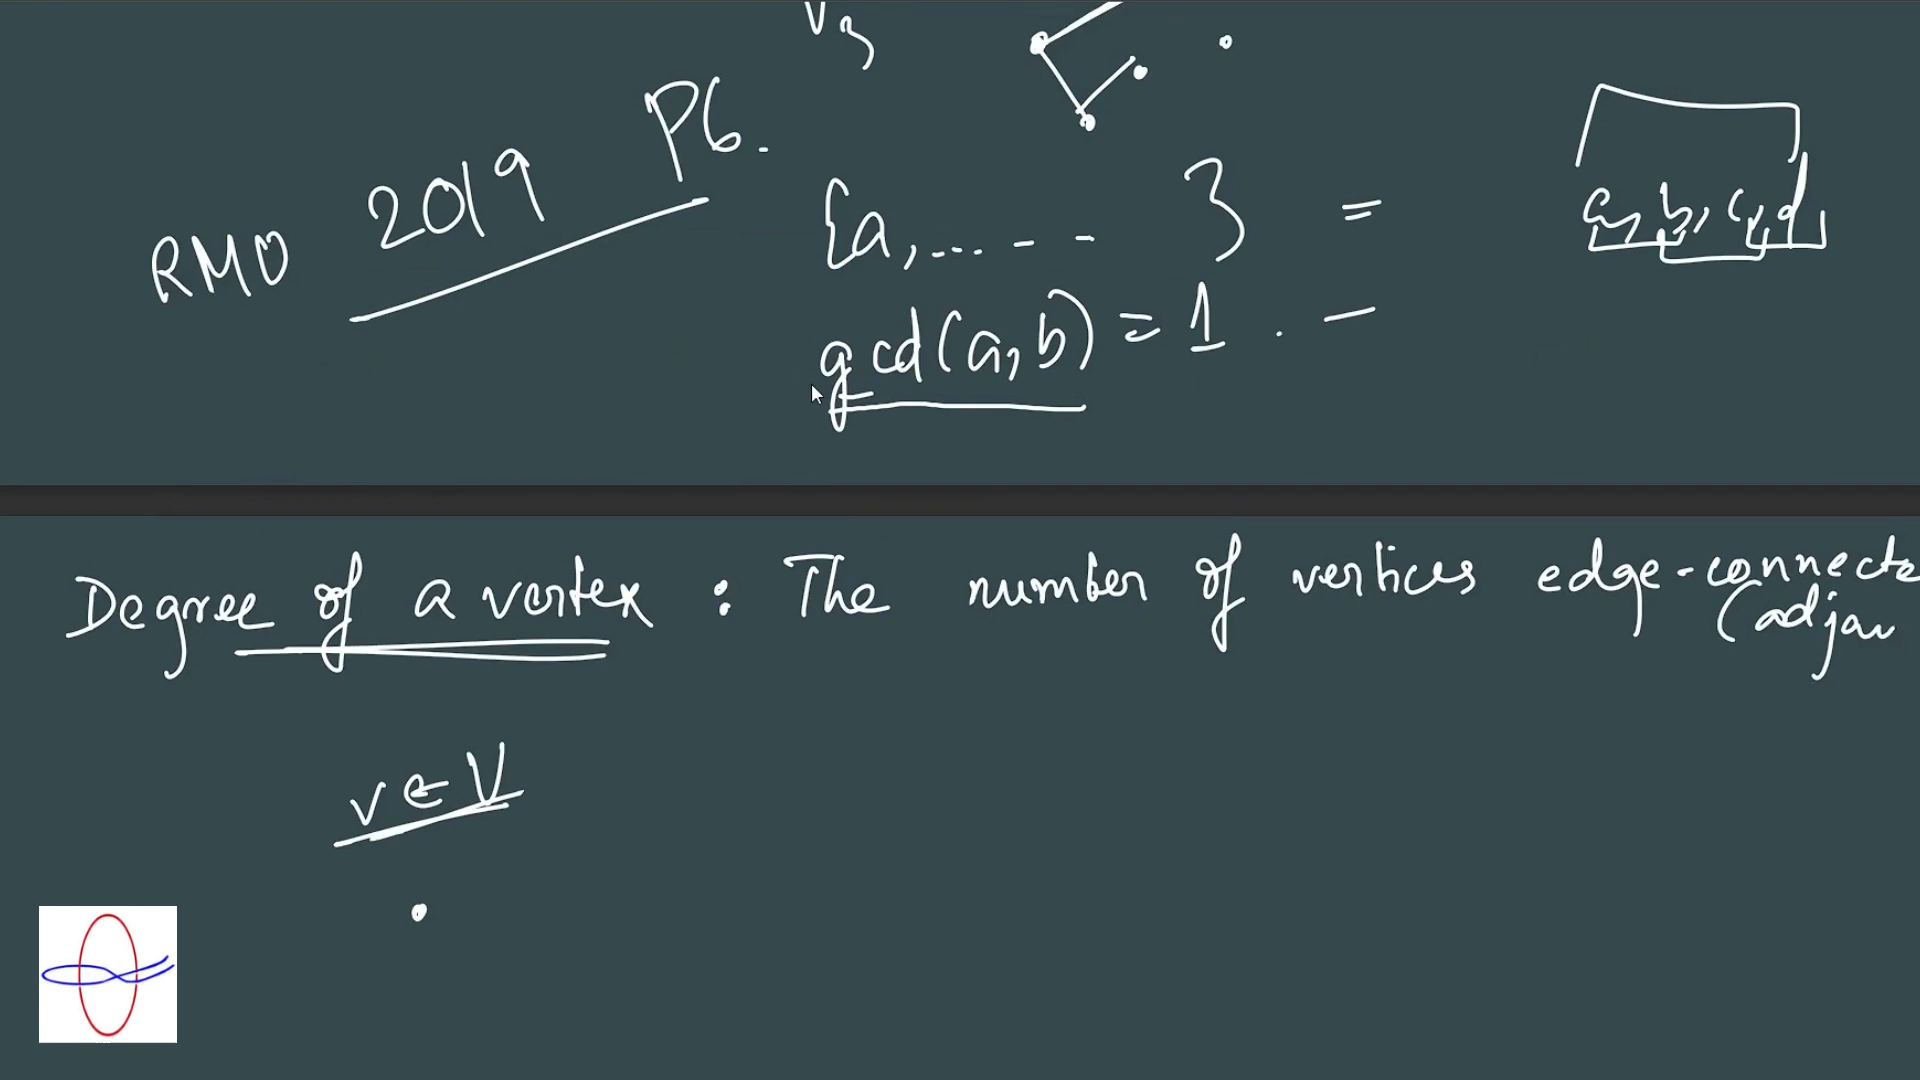 V3
RMO 2019 P6.
{a, ... - - } = a, b, c, d
gcd(a, b) = 1 . —
Degree of a vertex : The number of vertices edge-connecte
(adjac
v ∈ V